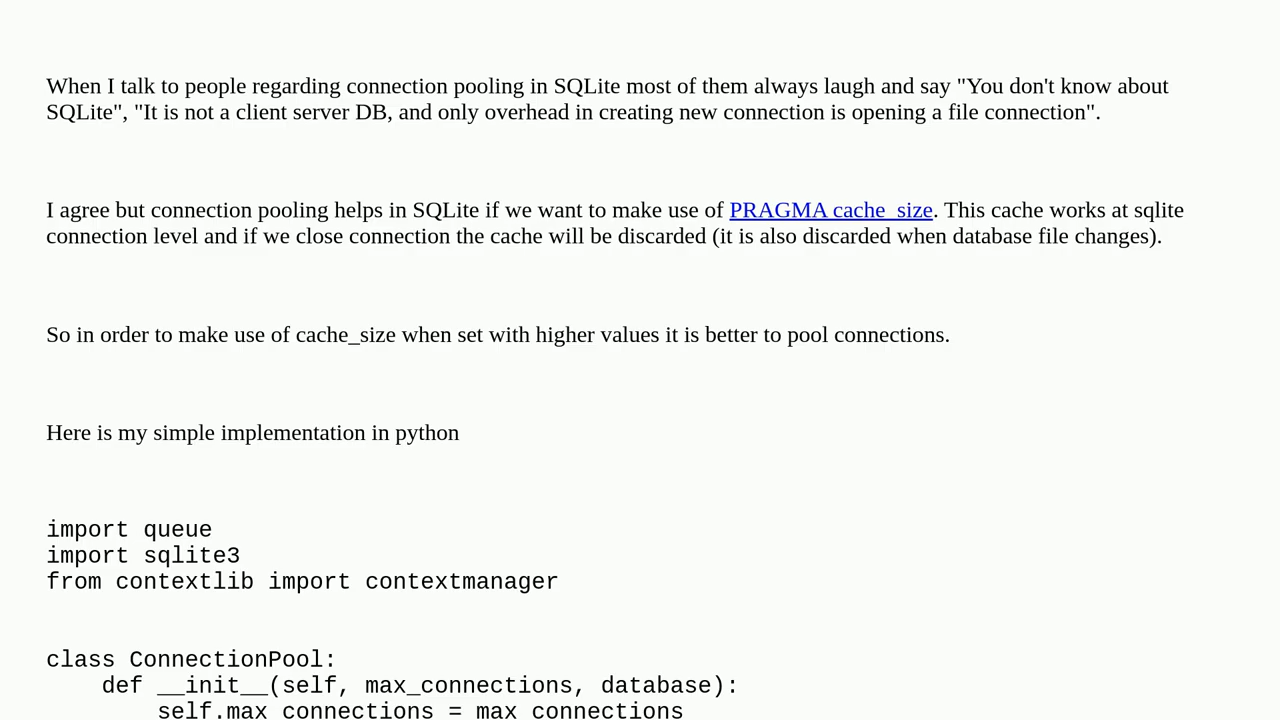 When I talk to people regarding connection pooling in SQLite most of them always laugh and say "You don't know about
SQLite", "It is not a client server DB, and only overhead in creating new connection is opening a file connection".
I agree but connection pooling helps in SQLite if we want to make use of PRAGMA cache_size. This cache works at sqlite
connection level and if we close connection the cache will be discarded (it is also discarded when database file changes).
So in order to make use of cache_size when set with higher values it is better to pool connections.
Here is my simple implementation in python
import queue
import sqlite3
from contextlib import contextmanager
class ConnectionPool:
    def __init__(self, max_connections, database):
        self.max_connections = max_connections